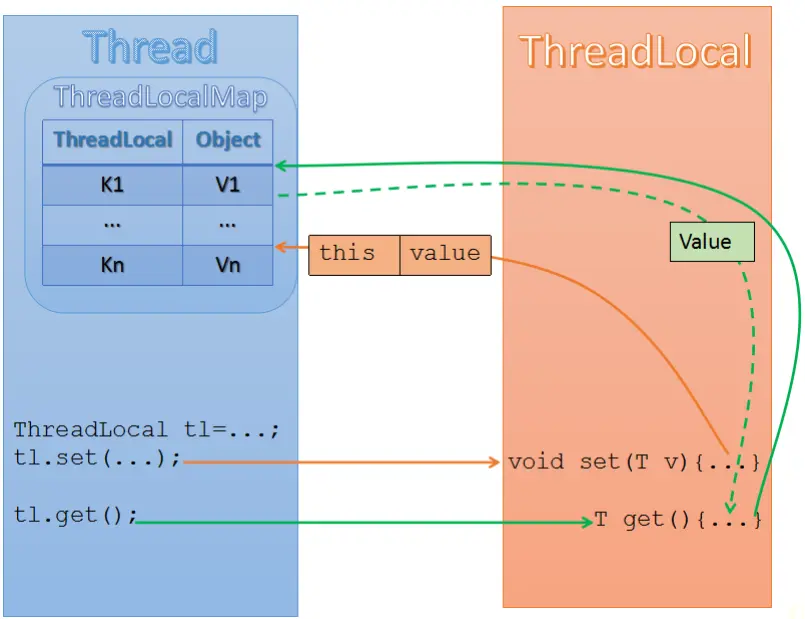 Thread
ThreadLocalMap
ThreadLocal Object
K1 V1
... ...
Kn Vn
this value
ThreadLocal
Value
ThreadLocal tl=...;
tl.set(...);
void set(T v){...}
tl.get();
T get(){...}